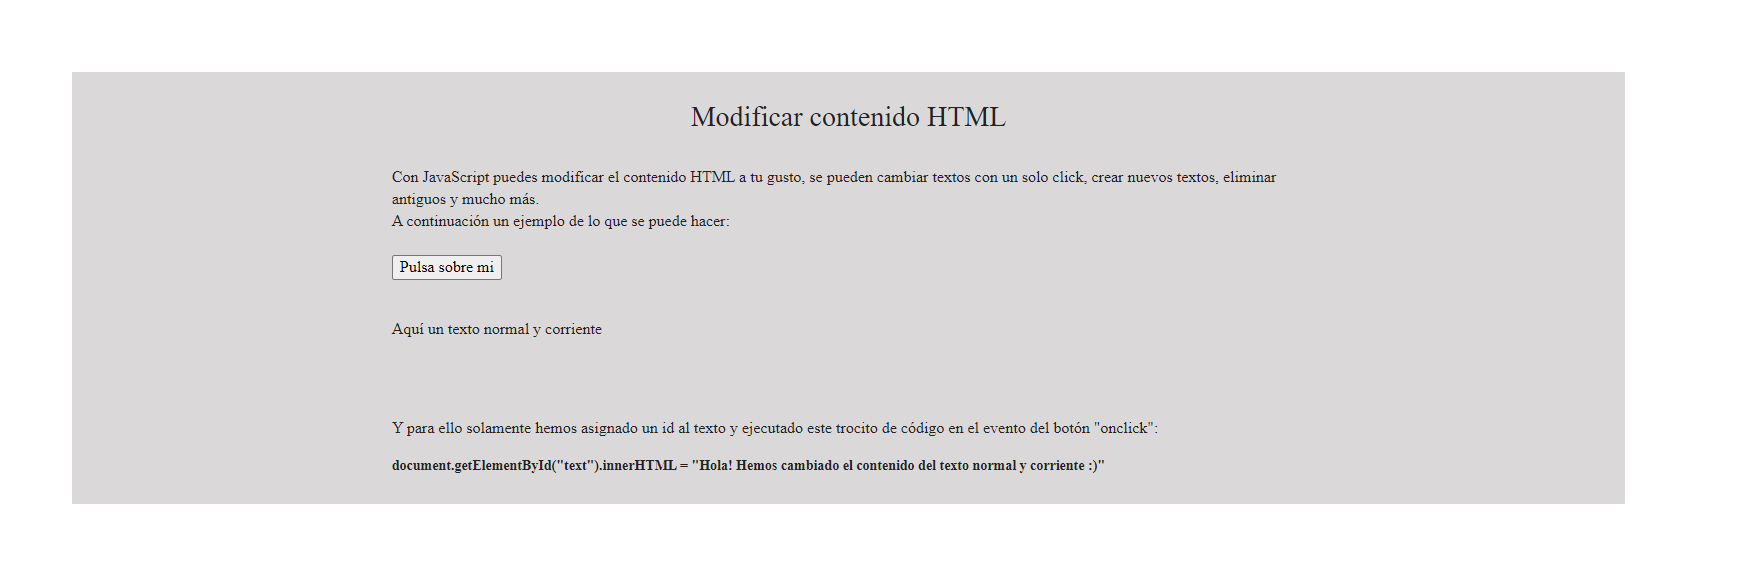 Modificar contenido HTML
Con JavaScript puedes modificar el contenido HTML a tu gusto, se pueden cambiar textos con un solo click, crear nuevos textos, eliminar
antiguos y mucho más.
A continuación un ejemplo de lo que se puede hacer:
Pulsa sobre mi
Aquí un texto normal y corriente
Y para ello solamente hemos asignado un id al texto y ejecutado este trocito de código en el evento del botón "onclick":
document.getElementById("text").innerHTML = "Hola! Hemos cambiado el contenido del texto normal y corriente :)"